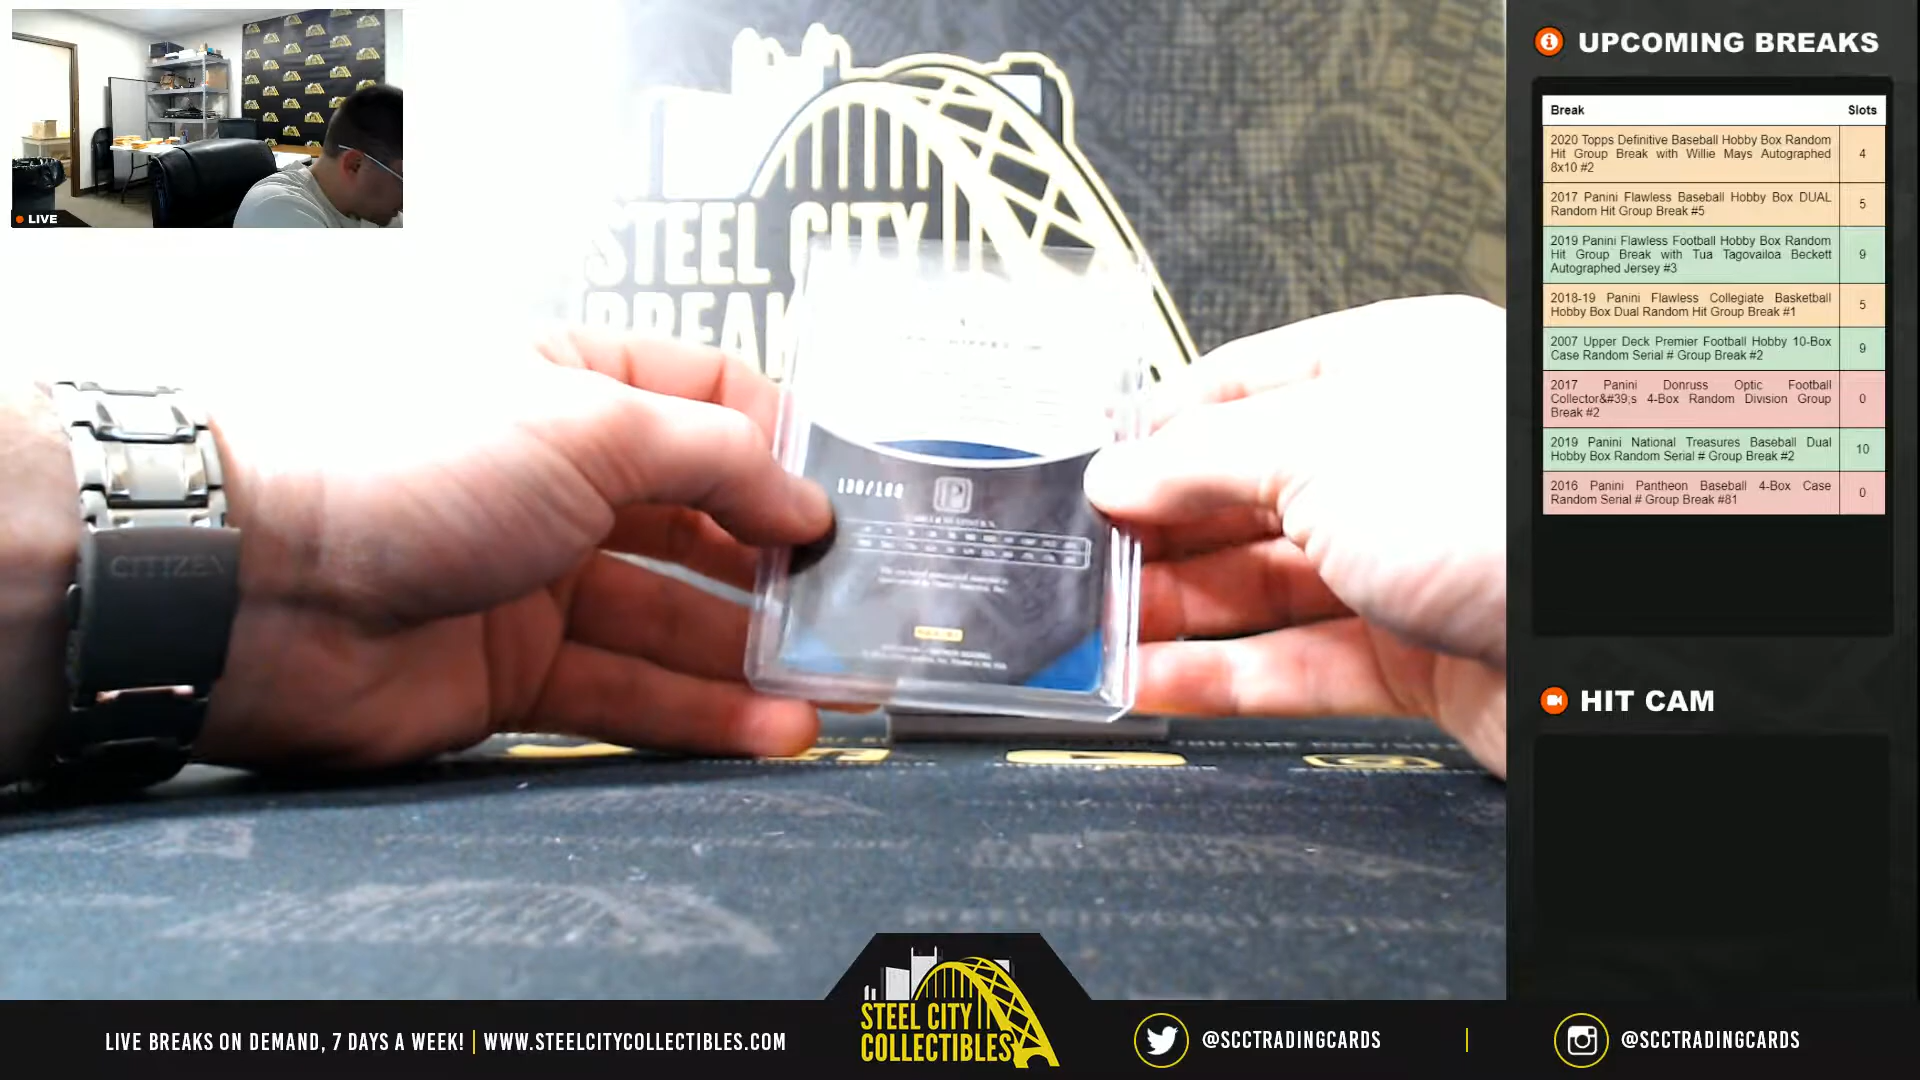 LIVE
STEEL CITY
BREAK
CITIZEN
UPCOMING BREAKS
Break Slots
2020 Topps Definitive Baseball Hobby Box Random
Hit Group Break with Willie Mays Autographed
8x10 #2
4
2017 Panini Flawless Baseball Hobby Box DUAL
Random Hit Group Break #5
5
2019 Panini Flawless Football Hobby Box Random
Hit Group Break with Tua Tagovailoa Beckett
Autographed Jersey #3
9
2018-19 Panini Flawless Collegiate Basketball
Hobby Box Dual Random Hit Group Break #1
5
2007 Upper Deck Premier Football Hobby 10-Box
Case Random Serial # Group Break #2
9
2017 Panini Donruss Optic Football
Collector&#39;s 4-Box Random Division Group
Break #2
0
2019 Panini National Treasures Baseball Dual
Hobby Box Random Serial # Group Break #2
10
2016 Panini Pantheon Baseball 4-Box Case
Random Serial # Group Break #81
0
HIT CAM
LIVE BREAKS ON DEMAND, 7 DAYS A WEEK! | WWW.STEELCITYCOLLECTIBLES.COM
STEEL CITY
COLLECTIBLES
@SCCTRADINGCARDS
@SCCTRADINGCARDS